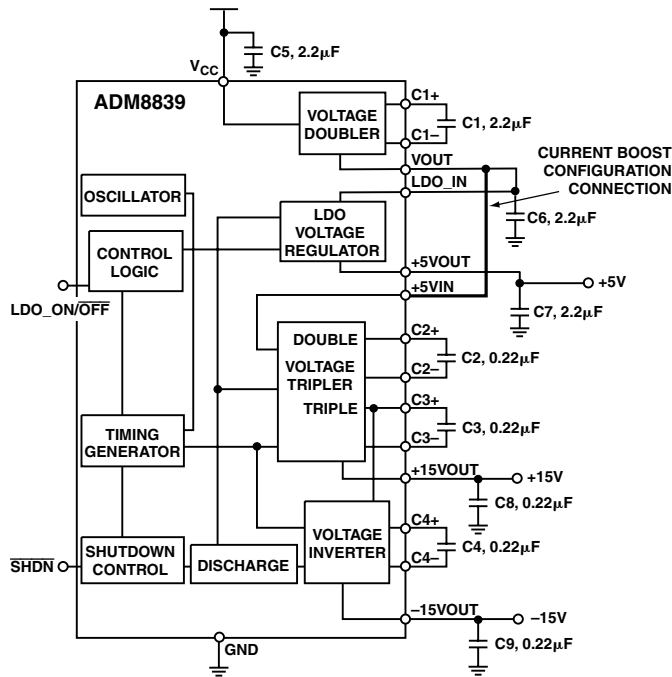 C5, 2.2µF
VCC
ADM8839
VOLTAGE
DOUBLER
C1+
C1–
C1, 2.2µF
VOUT
LDO_IN
CURRENT BOOST
CONFIGURATION
CONNECTION
OSCILLATOR
LDO
VOLTAGE
REGULATOR
C6, 2.2µF
CONTROL
LOGIC
LDO_ON/OFF
+5VOUT
+5V
+5VIN
C7, 2.2µF
DOUBLE
VOLTAGE
TRIPLER
TRIPLE
C2+
C2–
C2, 0.22µF
C3+
C3–
C3, 0.22µF
TIMING
GENERATOR
+15VOUT
+15V
C8, 0.22µF
VOLTAGE
INVERTER
C4+
C4–
C4, 0.22µF
SHDN
SHUTDOWN
CONTROL
DISCHARGE
–15VOUT
–15V
C9, 0.22µF
GND